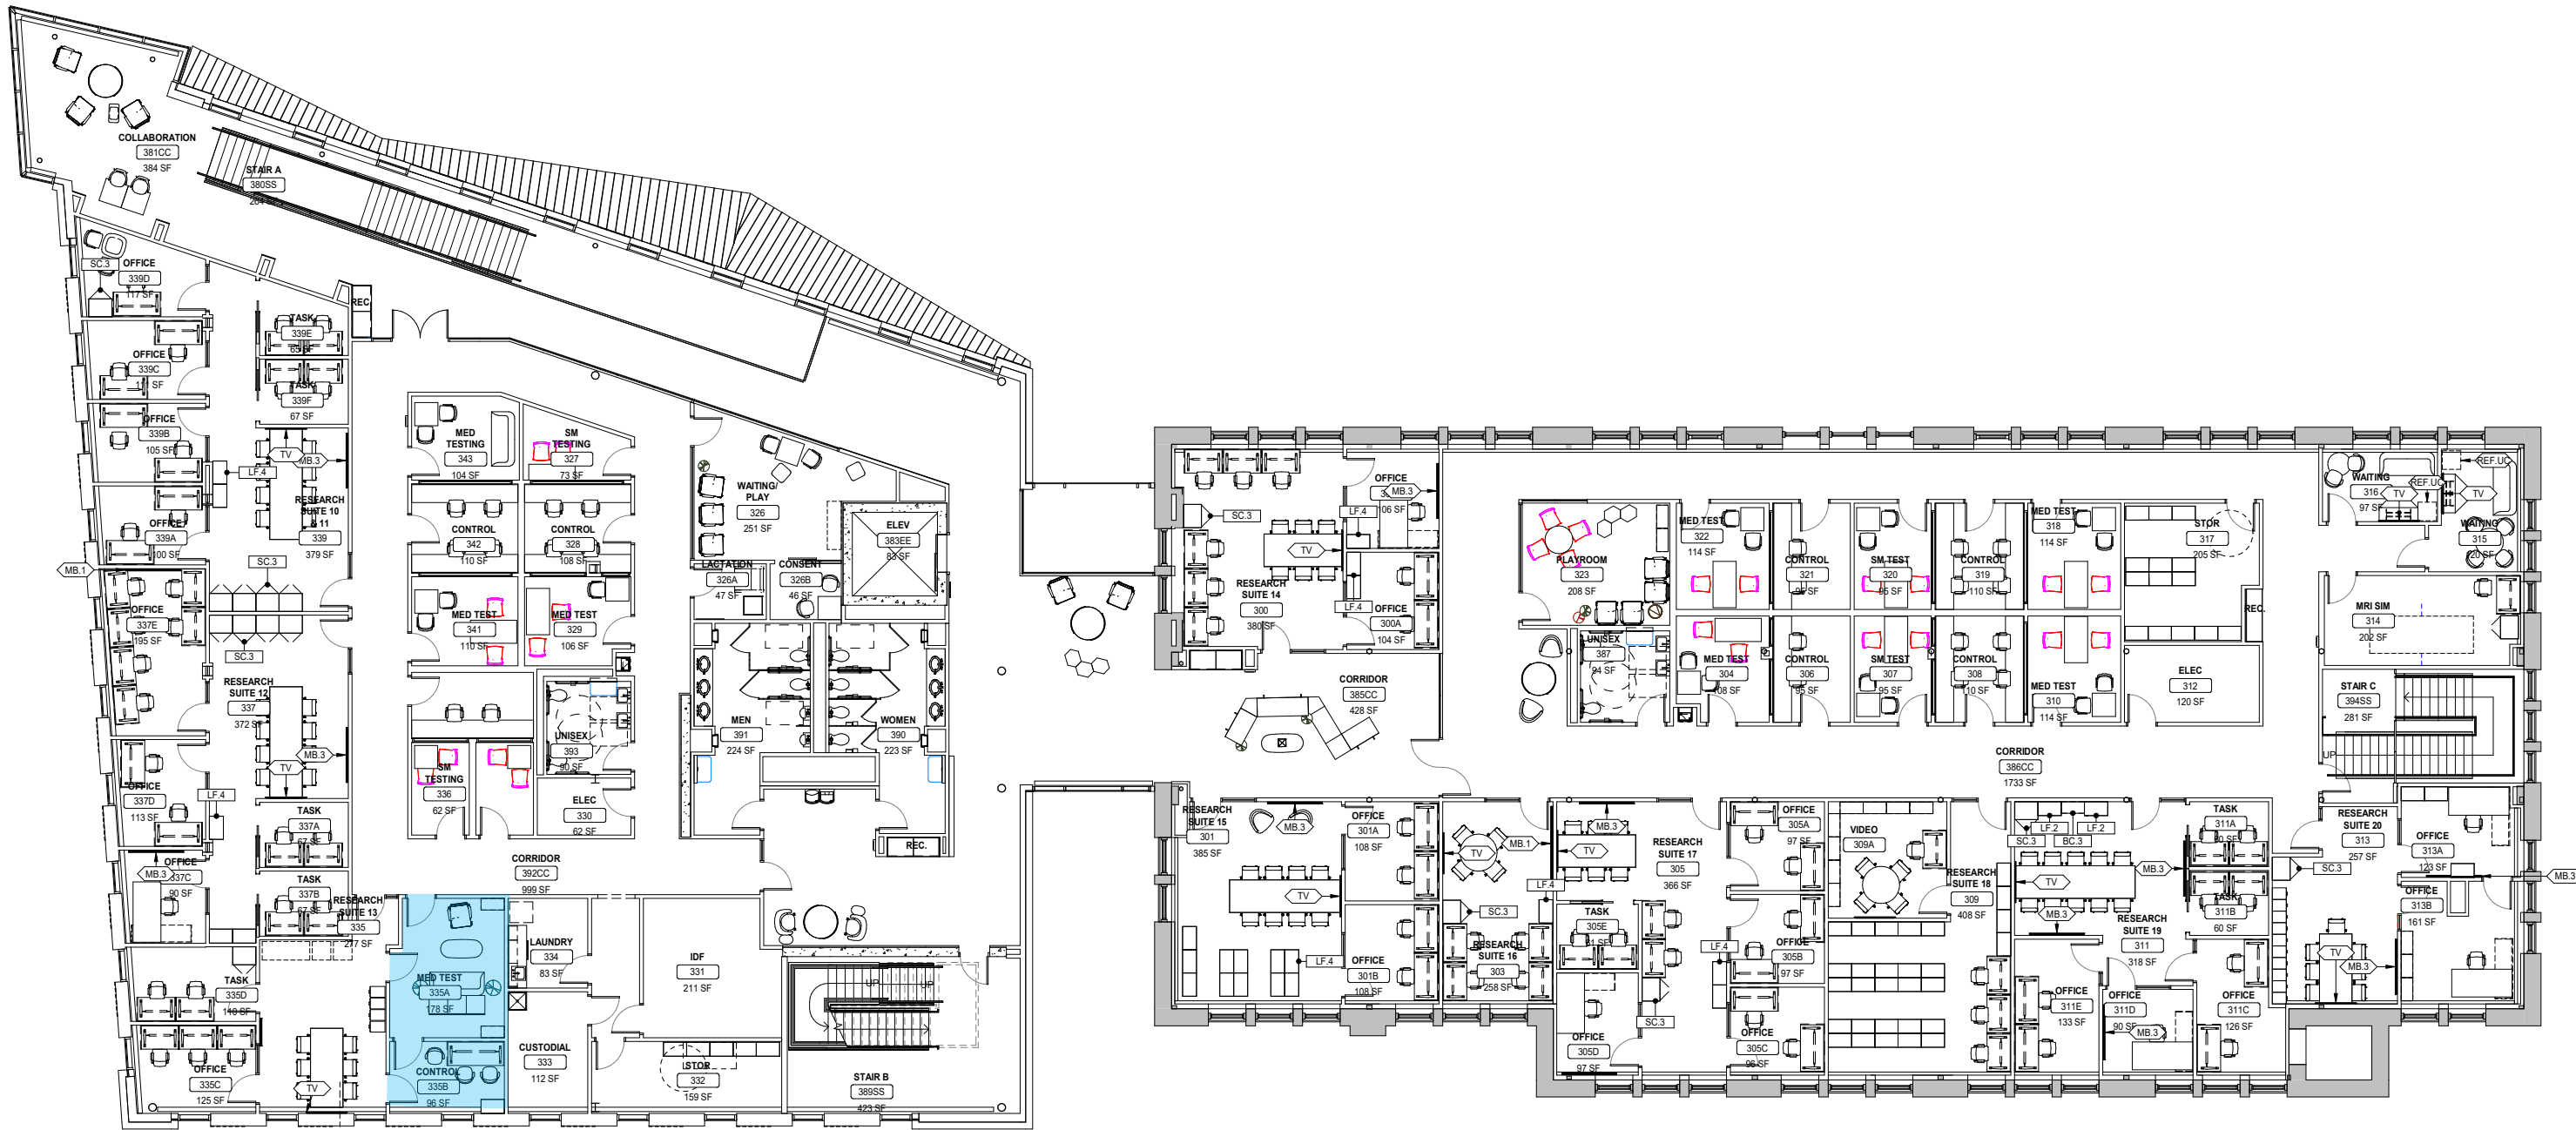 COLLABORATION
381CC
384 SF
STAIR A
380SS
SC.3
OFFICE
339D
117 SF
REC.
TASK
339E
65 SF
OFFICE
339C
TASK
339F
67 SF
OFFICE
339B
105 SF
TV
MB.3
LF.4
RESEARCH
SUITE 10
& 11
339
379 SF
OFFICE
339A
100 SF
SC.3
MB.1
OFFICE
337E
195 SF
SC.3
RESEARCH
SUITE 12
337
372 SF
MB.3
TV
OFFICE
337D
113 SF
LF.4
TASK
337A
67 SF
OFFICE
337C
90 SF
MB.3
TASK
337B
67 SF
RESEARCH
SUITE 13
335
277 SF
TASK
335D
OFFICE
335C
125 SF
TV
MED
TESTING
343
104 SF
SM
TESTING
327
73 SF
CONTROL
342
110 SF
CONTROL
328
108 SF
MED TEST
341
110 SF
MED TEST
329
106 SF
UNISEX
393
90 SF
SM
TESTING
336
62 SF
ELEC
330
62 SF
CORRIDOR
392CC
999 SF
MED TEST
335A
178 SF
CONTROL
335B
96 SF
LAUNDRY
334
83 SF
CUSTODIAL
333
112 SF
IDF
331
211 SF
STOR
332
159 SF
UP
UP
STAIR B
389SS
423 SF
WAITING/
PLAY
326
251 SF
ELEV
383EE
83 SF
LACTATION
326A
47 SF
CONSENT
326B
46 SF
MEN
391
224 SF
WOMEN
390
223 SF
REC.
SC.3
TV
RESEARCH
SUITE 14
300
380 SF
OFFICE
MB.3
106 SF
LF.4
LF.4
OFFICE
300A
104 SF
CORRIDOR
385CC
428 SF
PLAYROOM
323
208 SF
UNISEX
387
94 SF
MED TEST
322
114 SF
CONTROL
321
95 SF
SM TEST
320
95 SF
CONTROL
319
110 SF
MED TEST
318
114 SF
STOR
317
205 SF
REC.
MED TEST
304
108 SF
CONTROL
306
95 SF
SM TEST
307
95 SF
CONTROL
308
110 SF
MED TEST
310
114 SF
ELEC
312
120 SF
WAITING
316
97 SF
TV
REF.UC
REF.UC
TV
WAITING
315
120 SF
MRI SIM
314
202 SF
STAIR C
394SS
281 SF
UP
CORRIDOR
386CC
1733 SF
RESEARCH
SUITE 15
301
385 SF
MB.3
TV
LF.4
OFFICE
301A
108 SF
OFFICE
301B
108 SF
TV
MB.1
LF.4
SC.3
RESEARCH
SUITE 16
303
258 SF
MB.3
TV
RESEARCH
SUITE 17
305
366 SF
TASK
305E
OFFICE
305D
97 SF
SC.3
LF.4
OFFICE
305A
97 SF
OFFICE
305B
97 SF
OFFICE
305C
96 SF
VIDEO
309A
RESEARCH
SUITE 18
309
408 SF
SC.3
LF.2
BC.3
LF.2
TV
MB.3
MB.3
TASK
311A
TASK
311B
60 SF
RESEARCH
SUITE 19
311
318 SF
OFFICE
311E
133 SF
OFFICE
311D
90 SF
MB.3
OFFICE
311C
126 SF
SC.3
RESEARCH
SUITE 20
313
257 SF
OFFICE
313A
123 SF
MB.3
OFFICE
313B
161 SF
TV
MB.3